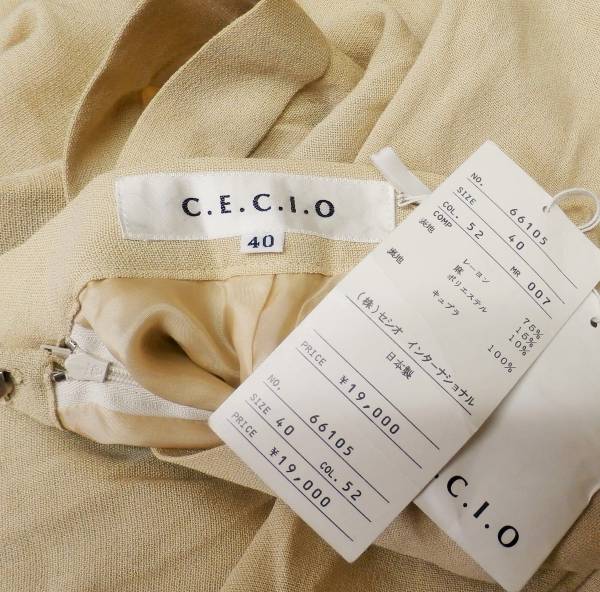 C.E.C.I.O
40
NO. 66105
SIZE 40
COL. 52 MR 007
COMP
表地 レーヨン 75%
麻 15%
ポリエステル 10%
裏地 キュプラ 100%
(株)セシオ インターナショナル
日本製
PRICE ¥19,000
NO. 66105
SIZE 40 COL. 52
PRICE ¥19,000
.C.I.O